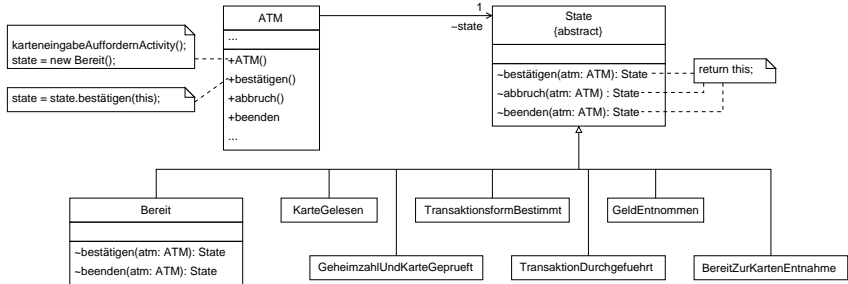 karteneingabeAuffordernActivity();
state = new Bereit();
state = state.bestätigen(this);
ATM
...
+ATM()
+bestätigen()
+abbruch()
+beenden
...
1
~state
State
{abstract}
~bestätigen(atm: ATM): State
~abbruch(atm: ATM) : State
~beenden(atm: ATM): State
return this;
Bereit
~bestätigen(atm: ATM): State
~beenden(atm: ATM): State
KarteGelesen
TransaktionsformBestimmt
GeldEntnommen
GeheimzahlUndKarteGeprueft
TransaktionDurchgefuehrt
BereitZurKartenEntnahme